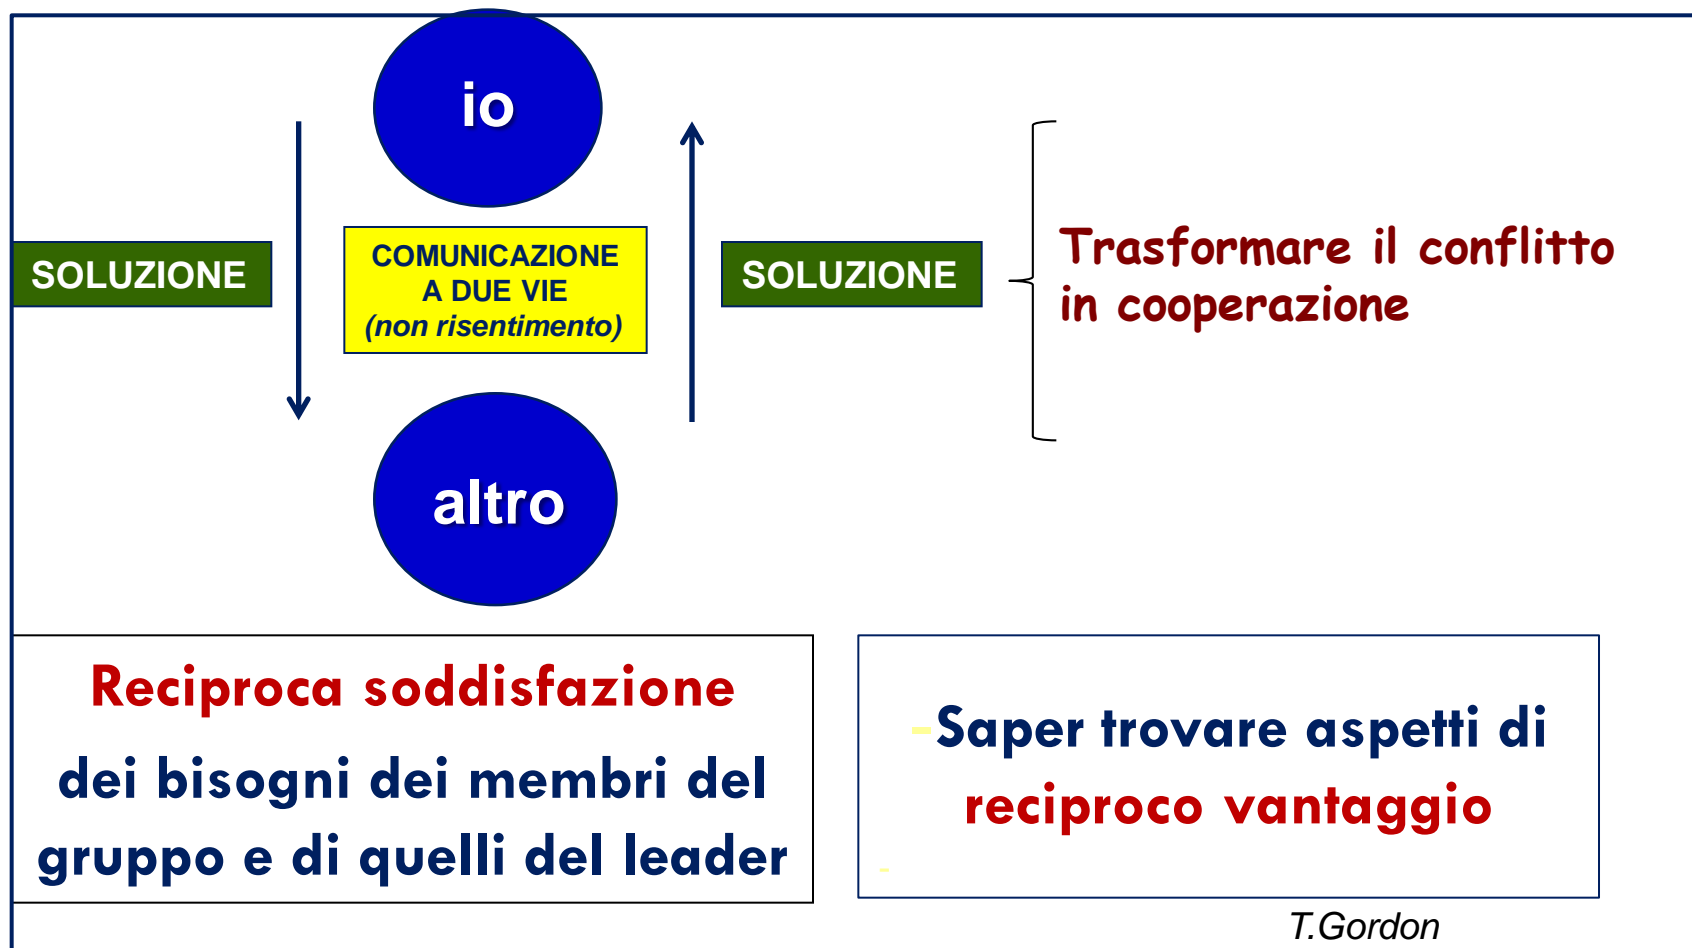 io
SOLUZIONE
COMUNICAZIONE
A DUE VIE
(non risentimento)
SOLUZIONE
Trasformare il conflitto
in cooperazione
altro
Reciproca soddisfazione
dei bisogni dei membri del
gruppo e di quelli del leader
-Saper trovare aspetti di
reciproco vantaggio
-
T.Gordon